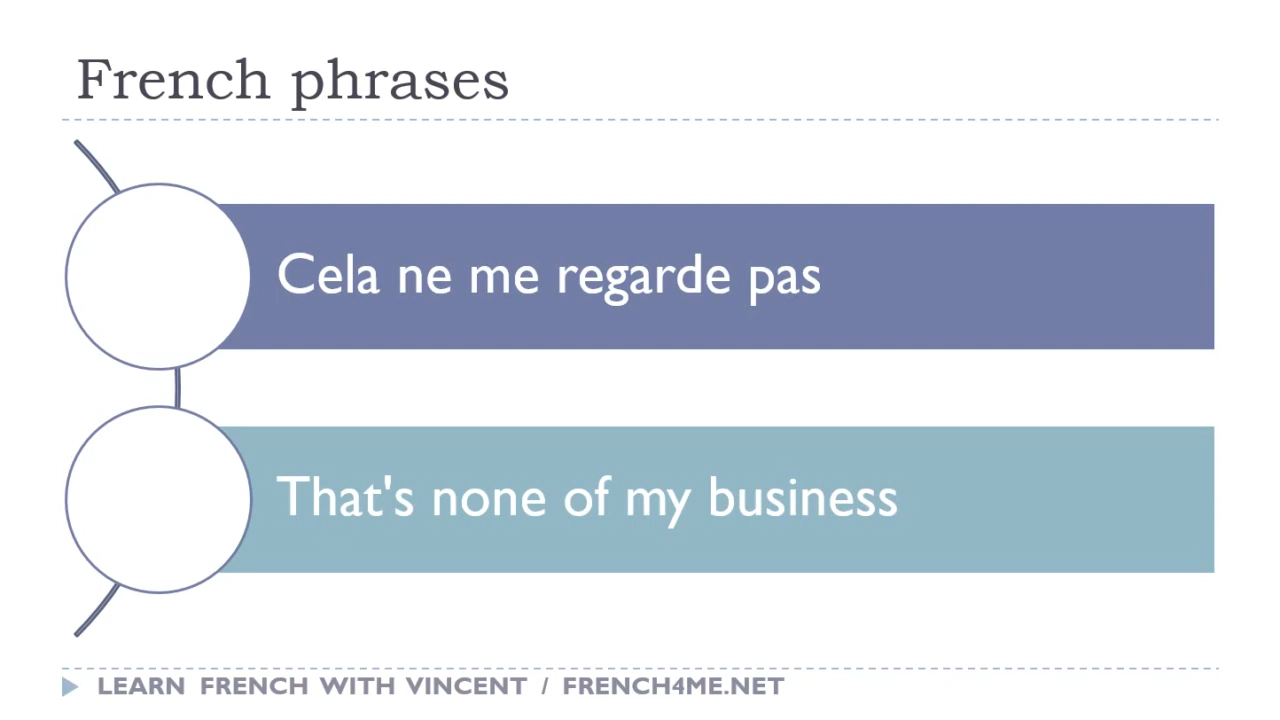 French phrases
Cela ne me regarde pas
That's none of my business
LEARN FRENCH WITH VINCENT / FRENCH4ME.NET